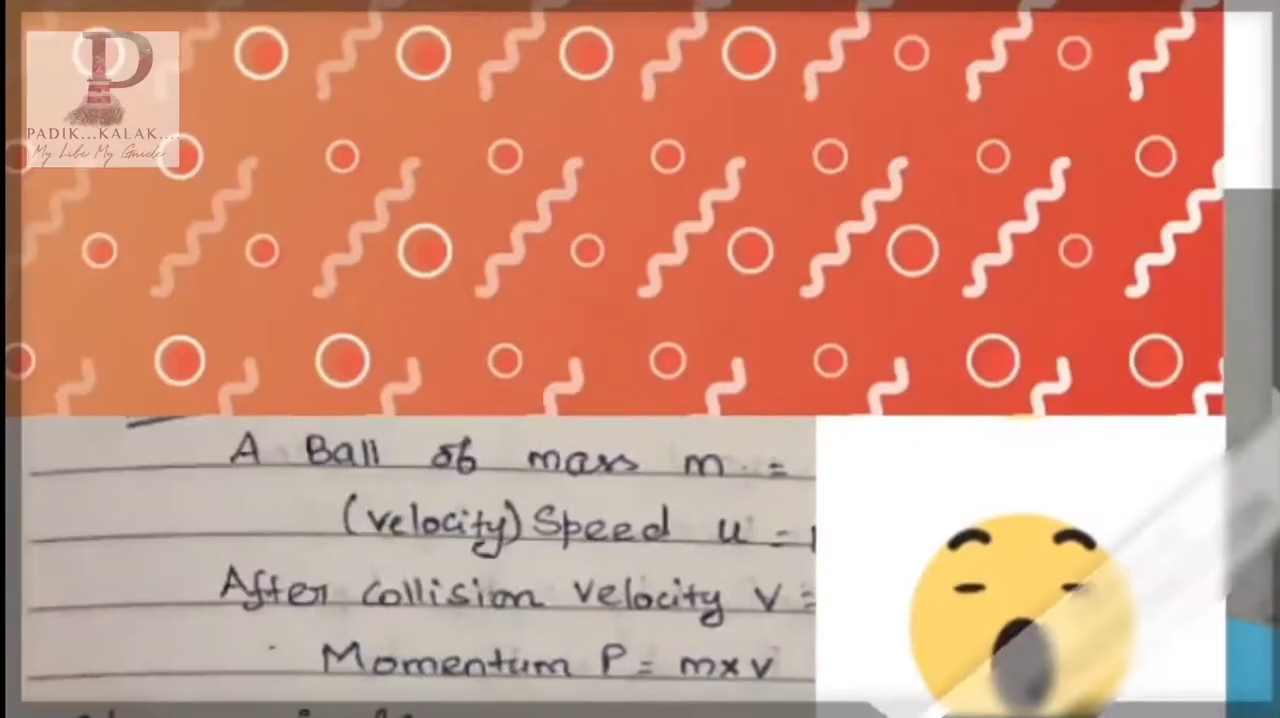 P
PADIK...KALAK....
My Life My Guide
A Ball of mass m =
(velocity) Speed u =
After collision velocity v =
Momentum P = m x v